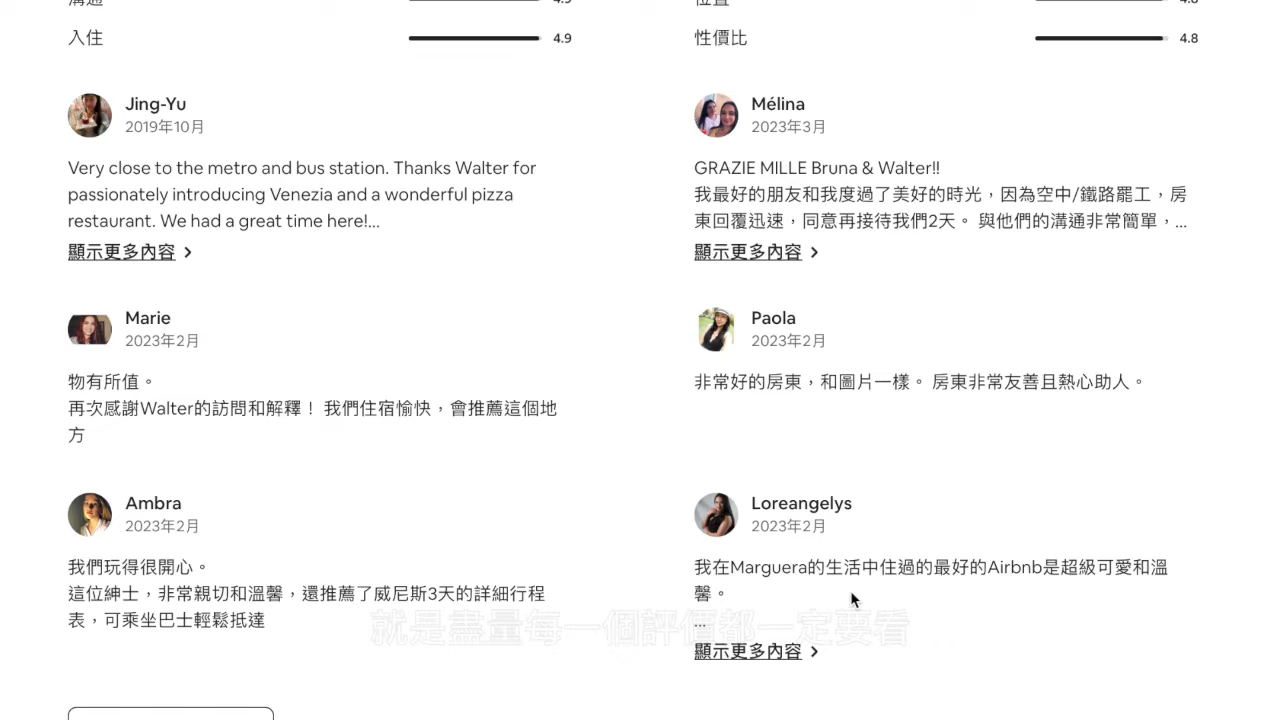 溝通 4.9
位置 4.8
入住 4.9
性價比 4.8
Jing-Yu
2019年10月
Very close to the metro and bus station. Thanks Walter for
passionately introducing Venezia and a wonderful pizza
restaurant. We had a great time here!...
顯示更多內容
Mélina
2023年3月
GRAZIE MILLE Bruna & Walter!!
我最好的朋友和我度過了美好的時光，因為空中/鐵路罷工，房
東回覆迅速，同意再接待我們2天。 與他們的溝通非常簡單，...
顯示更多內容
Marie
2023年2月
物有所值。
再次感謝Walter的訪問和解釋！ 我們住宿愉快，會推薦這個地
方
Paola
2023年2月
非常好的房東，和圖片一樣。 房東非常友善且熱心助人。
Ambra
2023年2月
我們玩得很開心。
這位紳士，非常親切和溫馨，還推薦了威尼斯3天的詳細行程
表，可乘坐巴士輕鬆抵達
Loreangelys
2023年2月
我在Marguera的生活中住過的最好的Airbnb是超級可愛和溫
馨。
...
顯示更多內容
就是盡量每一個評價都一定要看